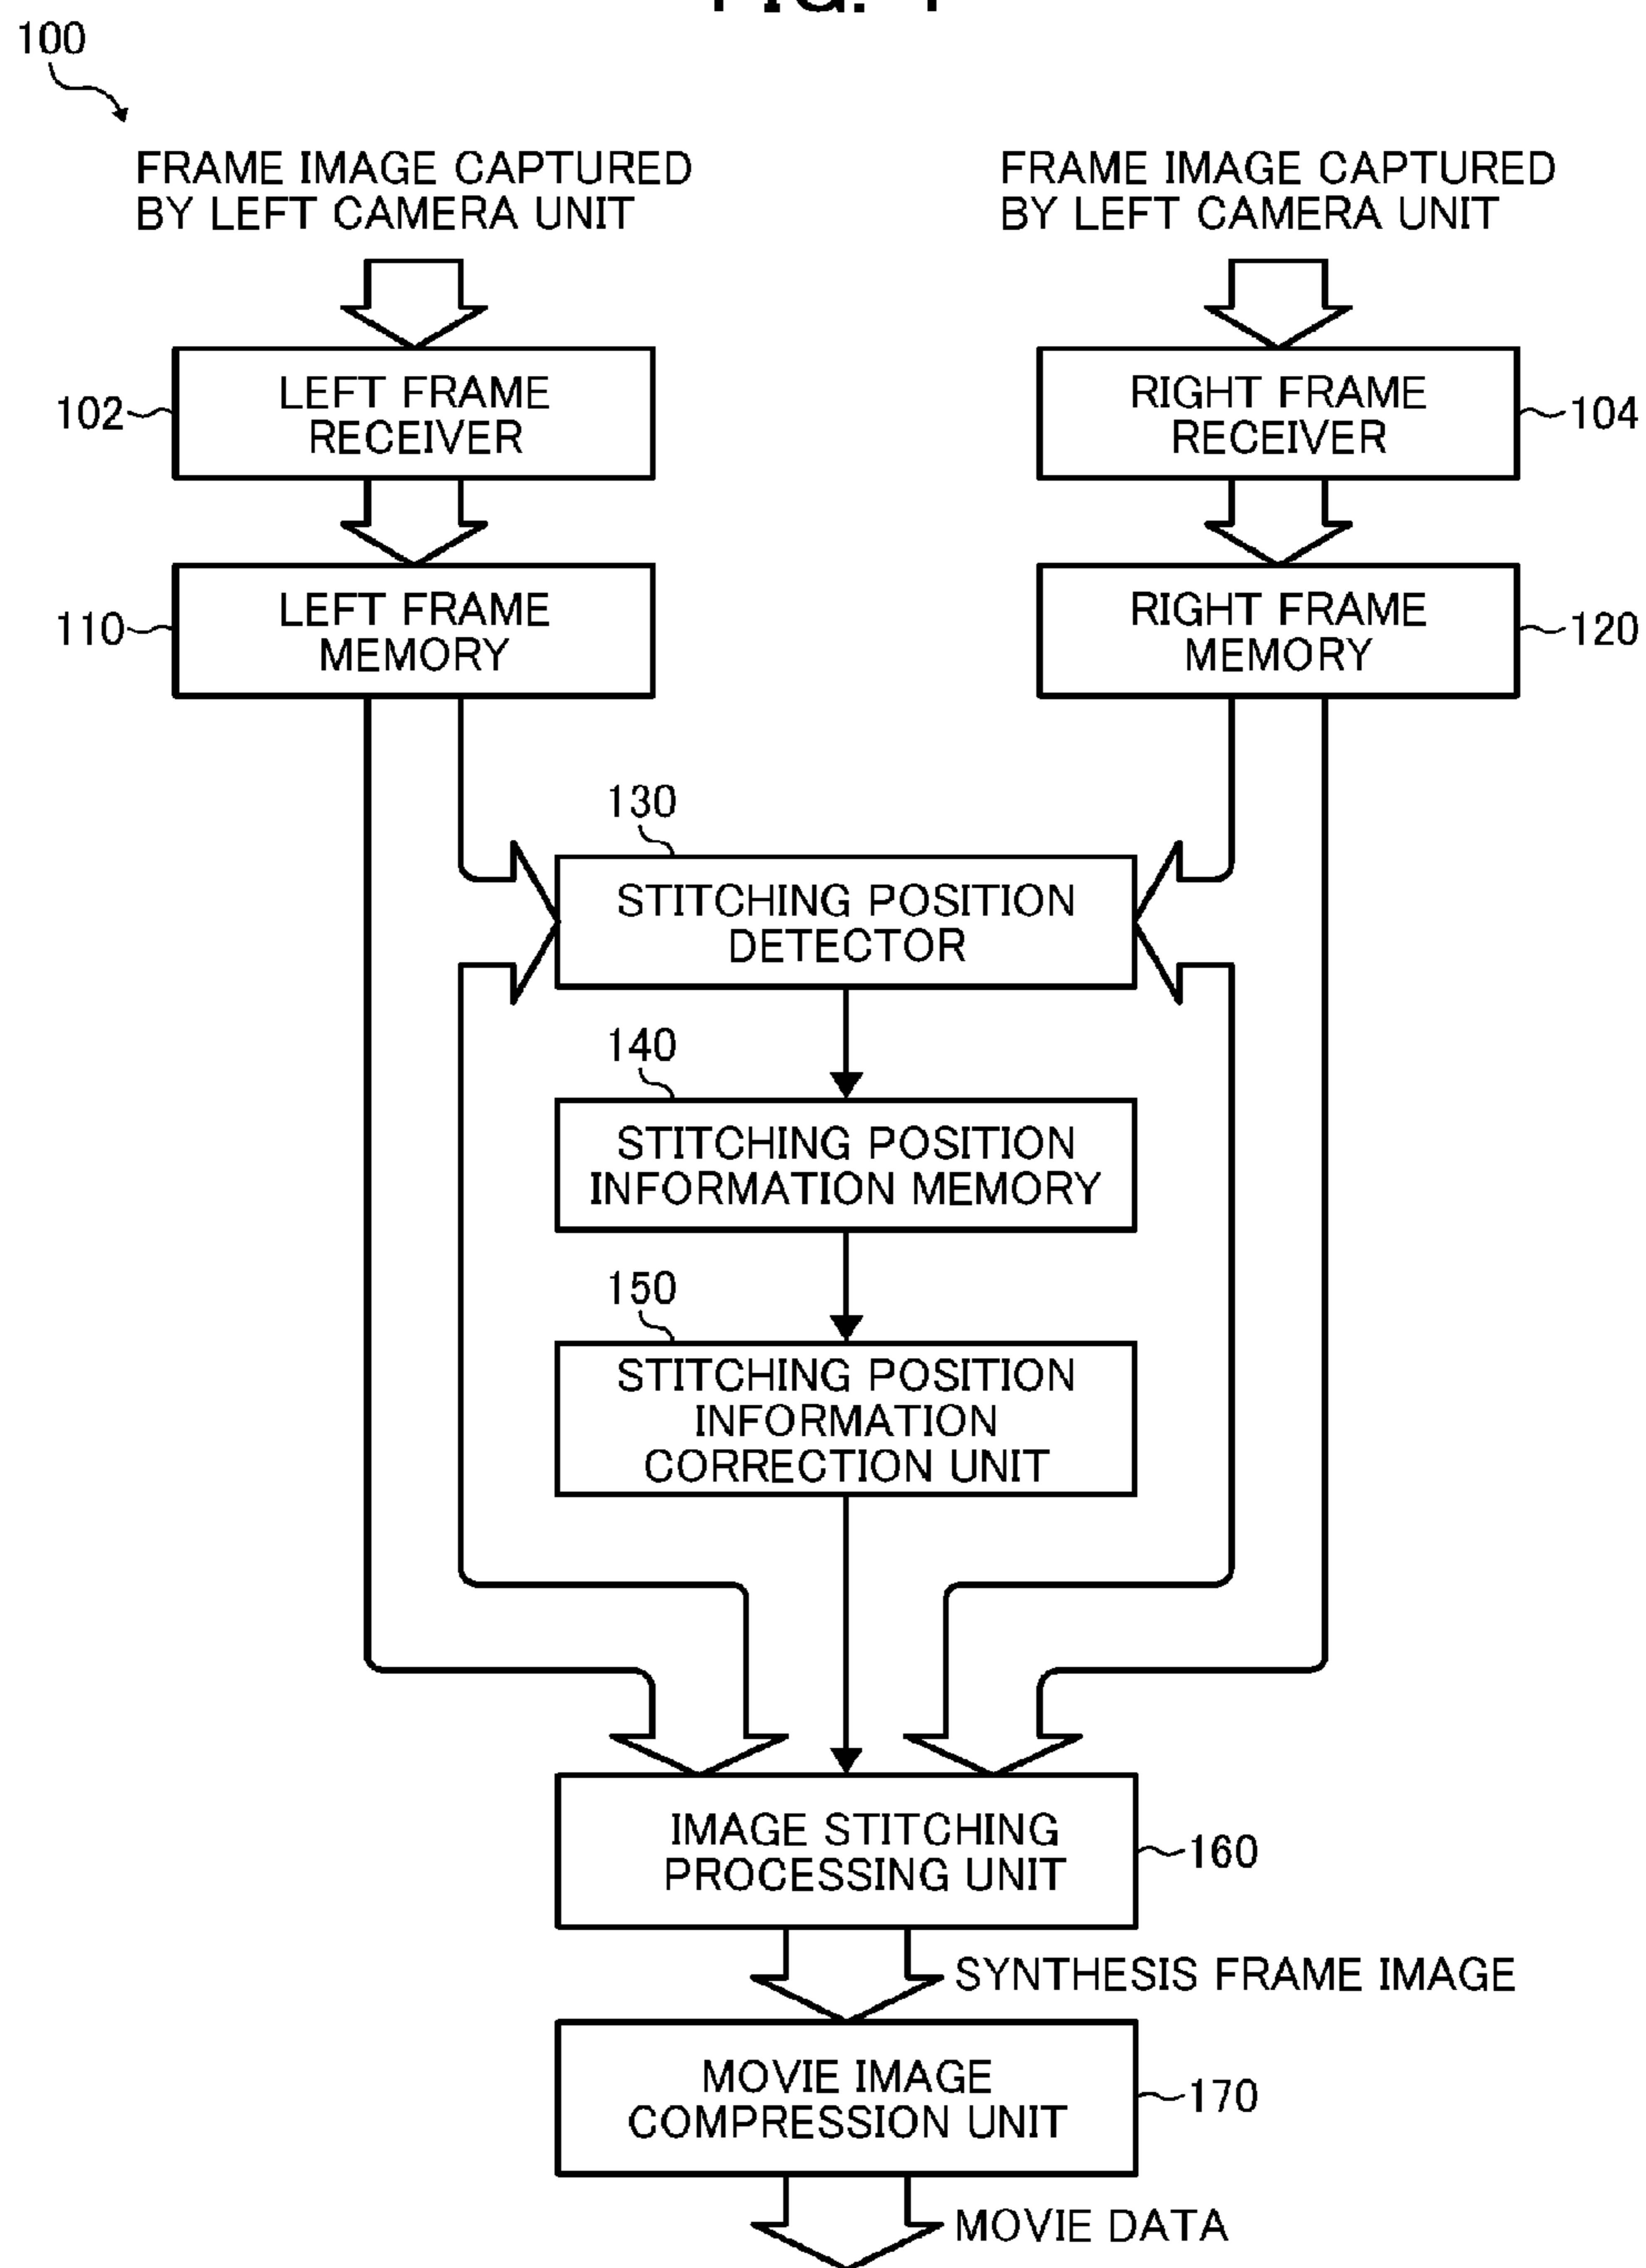 100
FRAME IMAGE CAPTURED
BY LEFT CAMERA UNIT
FRAME IMAGE CAPTURED
BY LEFT CAMERA UNIT
102
LEFT FRAME
RECEIVER
RIGHT FRAME
RECEIVER
104
110
LEFT FRAME
MEMORY
RIGHT FRAME
MEMORY
120
130
STITCHING POSITION
DETECTOR
140
STITCHING POSITION
INFORMATION MEMORY
150
STITCHING POSITION
INFORMATION
CORRECTION UNIT
IMAGE STITCHING
PROCESSING UNIT
160
SYNTHESIS FRAME IMAGE
MOVIE IMAGE
COMPRESSION UNIT
170
MOVIE DATA